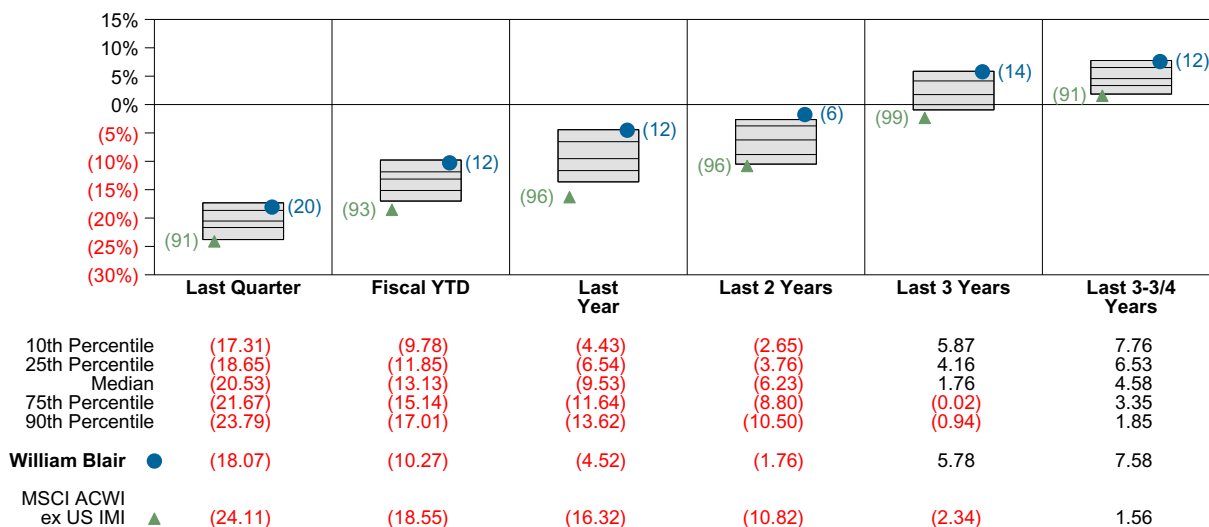 15%
10%
5%
0%
(5%)
(10%)
(15%)
(20%)
(25%)
(30%)
(20)
(91)
(12)
(93)
(12)
(96)
(6)
(96)
(14)
(99)
(12)
(91)
Last Quarter Fiscal YTD Last Year Last 2 Years Last 3 Years Last 3-3/4 Years
10th Percentile (17.31) (9.78) (4.43) (2.65) 5.87 7.76
25th Percentile (18.65) (11.85) (6.54) (3.76) 4.16 6.53
Median (20.53) (13.13) (9.53) (6.23) 1.76 4.58
75th Percentile (21.67) (15.14) (11.64) (8.80) (0.02) 3.35
90th Percentile (23.79) (17.01) (13.62) (10.50) (0.94) 1.85
William Blair (18.07) (10.27) (4.52) (1.76) 5.78 7.58
MSCI ACWI
ex US IMI (24.11) (18.55) (16.32) (10.82) (2.34) 1.56